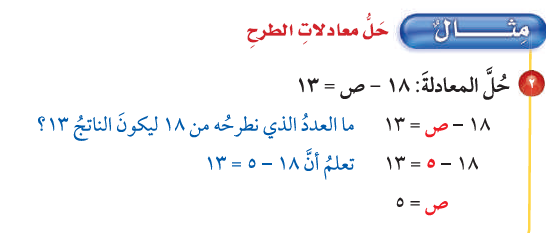 مِثَـــالٌ حَلُّ معادلاتِ الطرحِ
٢ حُلَّ المعادلةَ: ١٨ – ص = ١٣
١٨ – ص = ١٣ ما العددُ الذي نطرحُه من ١٨ ليكونَ الناتجُ ١٣؟
١٨ – ٥ = ١٣ تعلمُ أنَّ ١٨ – ٥ = ١٣
ص = ٥